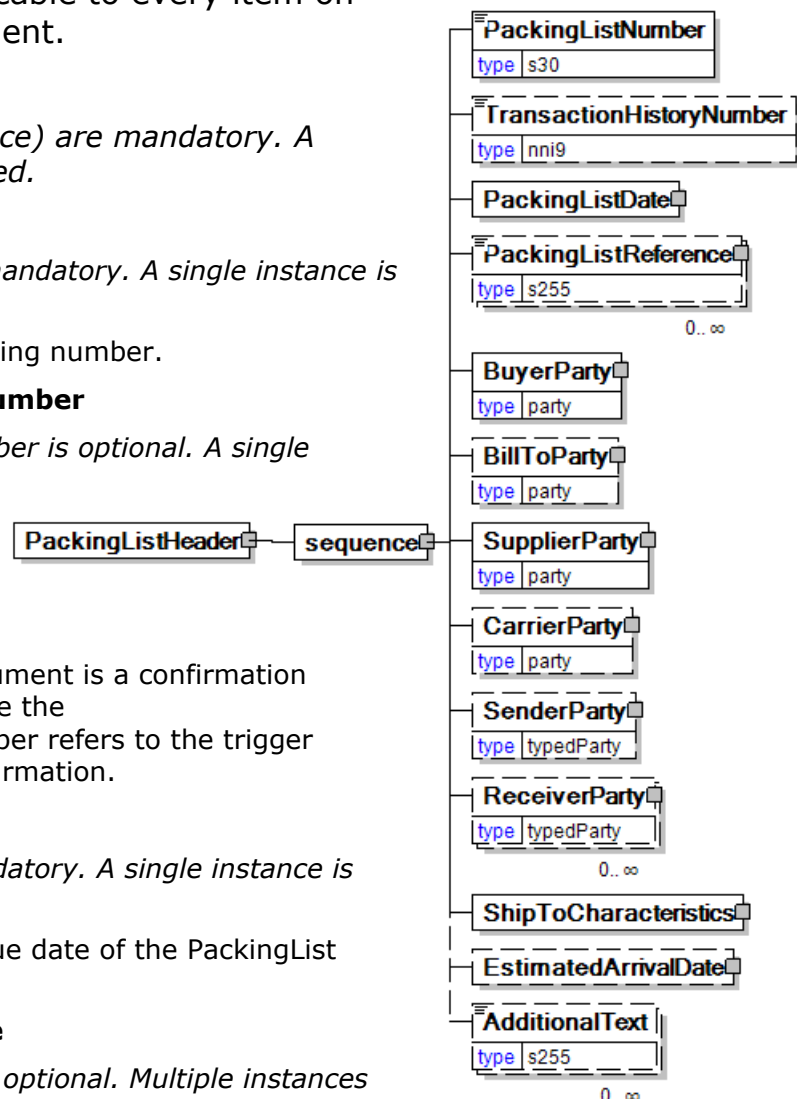 cable to every item on
ent.
ce) are mandatory. A
ed.
mandatory. A single instance is
ing number.
umber
ber is optional. A single
ument is a confirmation
e the
ber refers to the trigger
irmation.
datory. A single instance is
ue date of the PackingList
e
optional. Multiple instances
PackingListHeader
sequence
PackingListNumber
type s30
TransactionHistoryNumber
type nni9
PackingListDate
PackingListReference
type s255
0.. ∞
BuyerParty
type party
BillToParty
type party
SupplierParty
type party
CarrierParty
type party
SenderParty
type typedParty
ReceiverParty
type typedParty
0.. ∞
ShipToCharacteristics
EstimatedArrivalDate
AdditionalText
type s255
0.. ∞